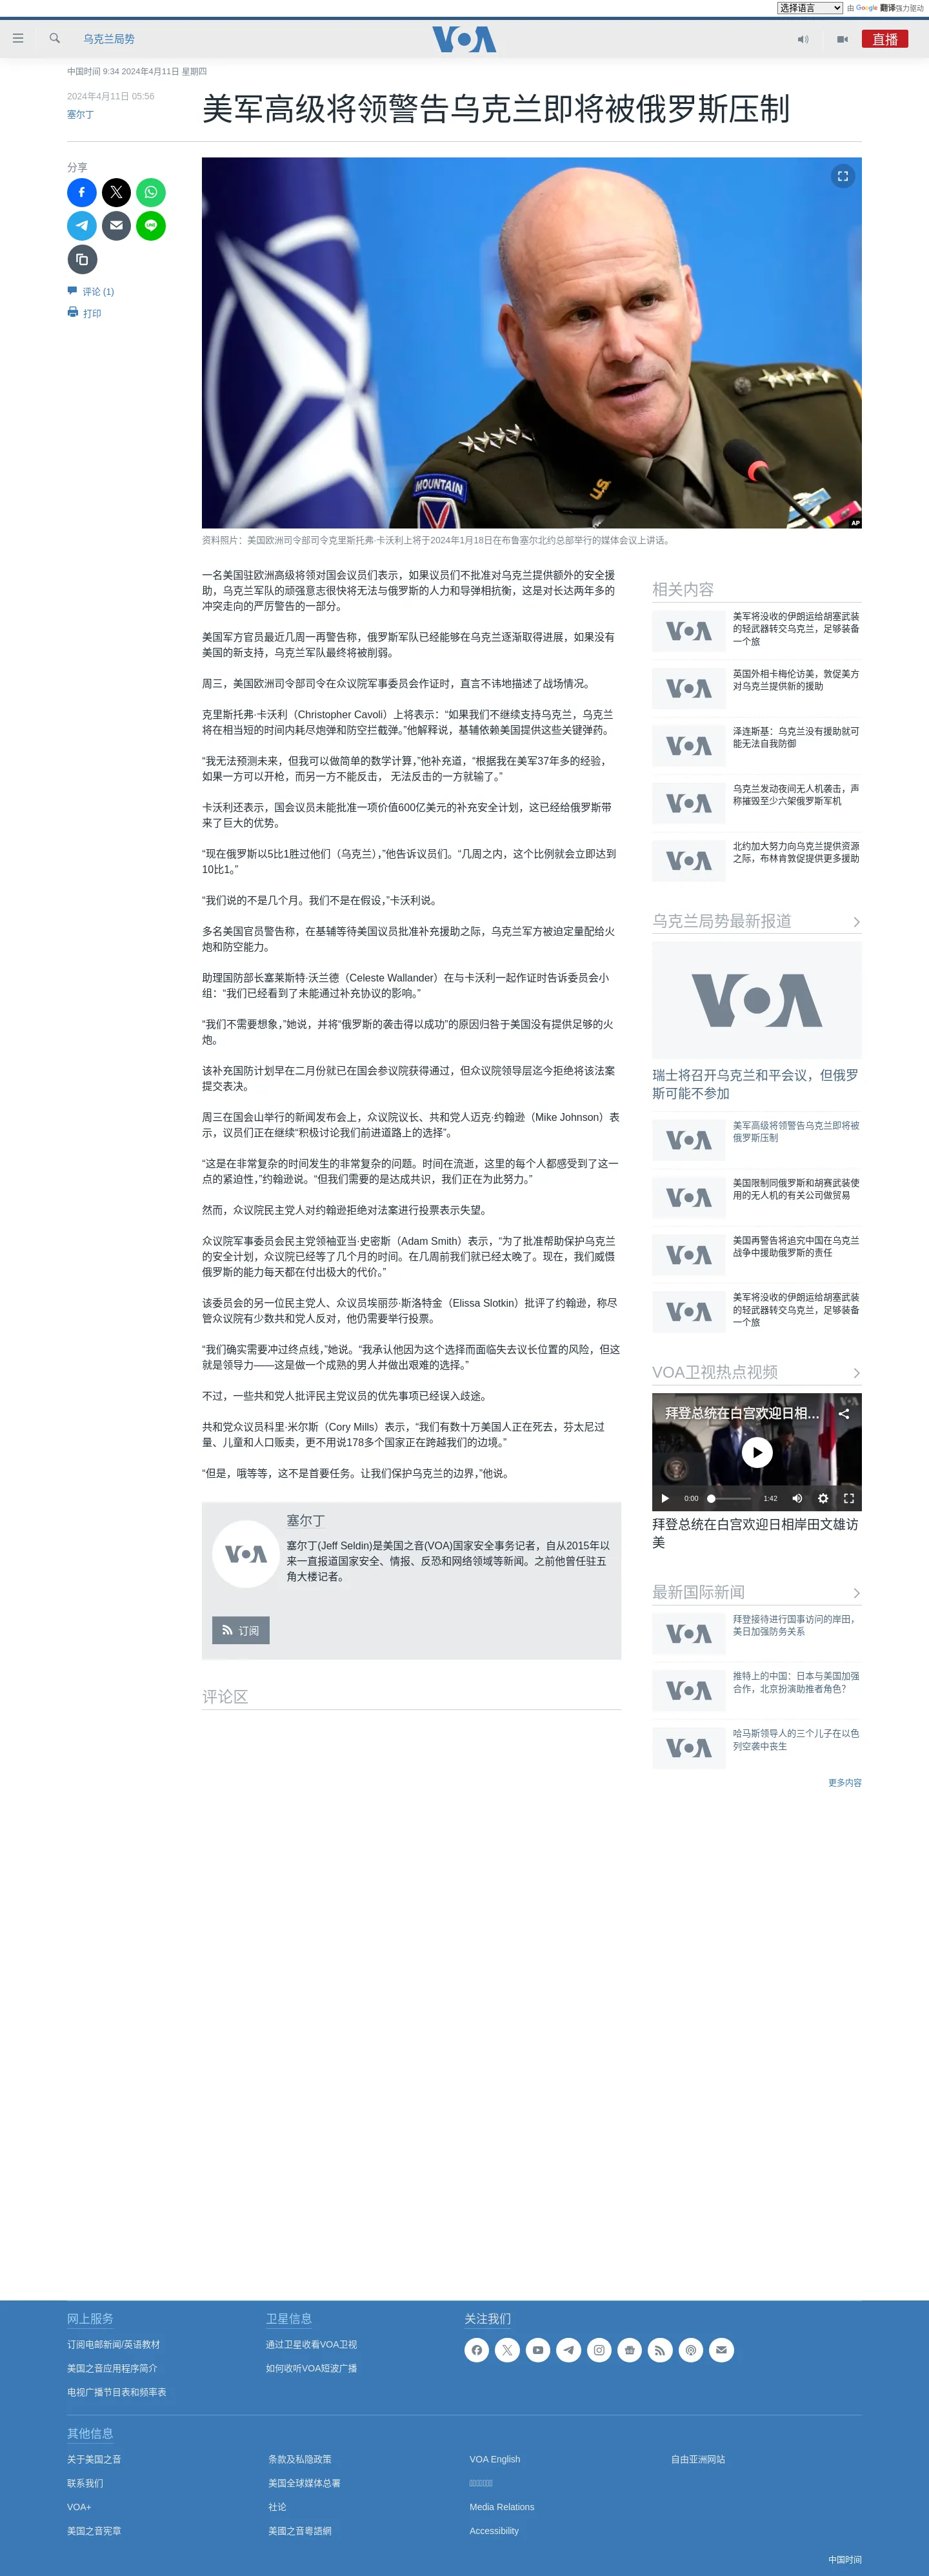 选择语言
由 Google 翻译强力驱动
乌克兰局势
VOA
直播
中国时间 9:34 2024年4月11日 星期四
2024年4月11日 05:56
塞尔丁
美军高级将领警告乌克兰即将被俄罗斯压制
分享
评论 (1)
打印
MOUNTAIN
U.S
AP
资料照片：美国欧洲司令部司令克里斯托弗·卡沃利上将于2024年1月18日在布鲁塞尔北约总部举行的媒体会议上讲话。
一名美国驻欧洲高级将领对国会议员们表示，如果议员们不批准对乌克兰提供额外的安全援
助，乌克兰军队的顽强意志很快将无法与俄罗斯的人力和导弹相抗衡，这是对长达两年多的
冲突走向的严厉警告的一部分。
美国军方官员最近几周一再警告称，俄罗斯军队已经能够在乌克兰逐渐取得进展，如果没有
美国的新支持，乌克兰军队最终将被削弱。
周三，美国欧洲司令部司令在众议院军事委员会作证时，直言不讳地描述了战场情况。
克里斯托弗·卡沃利（Christopher Cavoli）上将表示：“如果我们不继续支持乌克兰，乌克兰
将在相当短的时间内耗尽炮弹和防空拦截弹。”他解释说，基辅依赖美国提供这些关键弹药。
“我无法预测未来，但我可以做简单的数学计算，”他补充道，“根据我在美军37年多的经验，
如果一方可以开枪，而另一方不能反击， 无法反击的一方就输了。”
卡沃利还表示，国会议员未能批准一项价值600亿美元的补充安全计划，这已经给俄罗斯带
来了巨大的优势。
“现在俄罗斯以5比1胜过他们（乌克兰），”他告诉议员们。“几周之内，这个比例就会立即达到
10比1。”
“我们说的不是几个月。我们不是在假设，”卡沃利说。
多名美国官员警告称，在基辅等待美国议员批准补充援助之际，乌克兰军方被迫定量配给火
炮和防空能力。
助理国防部长塞莱斯特·沃兰德（Celeste Wallander）在与卡沃利一起作证时告诉委员会小
组：“我们已经看到了未能通过补充协议的影响。”
“我们不需要想象，”她说，并将“俄罗斯的袭击得以成功”的原因归咎于美国没有提供足够的火
炮。
该补充国防计划早在二月份就已在国会参议院获得通过，但众议院领导层迄今拒绝将该法案
提交表决。
周三在国会山举行的新闻发布会上，众议院议长、共和党人迈克·约翰逊（Mike Johnson）表
示，议员们正在继续“积极讨论我们前进道路上的选择”。
“这是在非常复杂的时间发生的非常复杂的问题。时间在流逝，这里的每个人都感受到了这一
点的紧迫性，”约翰逊说。“但我们需要的是达成共识，我们正在为此努力。”
然而，众议院民主党人对约翰逊拒绝对法案进行投票表示失望。
众议院军事委员会民主党领袖亚当·史密斯（Adam Smith）表示，“为了批准帮助保护乌克兰
的安全计划，众议院已经等了几个月的时间。在几周前我们就已经太晚了。现在，我们威慑
俄罗斯的能力每天都在付出极大的代价。”
该委员会的另一位民主党人、众议员埃丽莎·斯洛特金（Elissa Slotkin）批评了约翰逊，称尽
管众议院有少数共和党人反对，他仍需要举行投票。
“我们确实需要冲过终点线，”她说。“我承认他因为这个选择而面临失去议长位置的风险，但这
就是领导力——这是做一个成熟的男人并做出艰难的选择。”
不过，一些共和党人批评民主党议员的优先事项已经误入歧途。
共和党众议员科里·米尔斯（Cory Mills）表示，“我们有数十万美国人正在死去，芬太尼过
量、儿童和人口贩卖，更不用说178多个国家正在跨越我们的边境。”
“但是，哦等等，这不是首要任务。让我们保护乌克兰的边界，”他说。
VOA
塞尔丁
塞尔丁(Jeff Seldin)是美国之音(VOA)国家安全事务记者，自从2015年以
来一直报道国家安全、情报、反恐和网络领域等新闻。之前他曾任驻五
角大楼记者。
订阅
评论区
相关内容
VOA
美军将没收的伊朗运给胡塞武装
的轻武器转交乌克兰，足够装备
一个旅
VOA
英国外相卡梅伦访美，敦促美方
对乌克兰提供新的援助
VOA
泽连斯基：乌克兰没有援助就可
能无法自我防御
VOA
乌克兰发动夜间无人机袭击，声
称摧毁至少六架俄罗斯军机
VOA
北约加大努力向乌克兰提供资源
之际，布林肯敦促提供更多援助
乌克兰局势最新报道
VOA
瑞士将召开乌克兰和平会议，但俄罗
斯可能不参加
VOA
美军高级将领警告乌克兰即将被
俄罗斯压制
VOA
美国限制同俄罗斯和胡赛武装使
用的无人机的有关公司做贸易
VOA
美国再警告将追究中国在乌克兰
战争中援助俄罗斯的责任
VOA
美军将没收的伊朗运给胡塞武装
的轻武器转交乌克兰，足够装备
一个旅
VOA卫视热点视频
拜登总统在白宫欢迎日相...
VOA
0:00
1:42
拜登总统在白宫欢迎日相岸田文雄访
美
最新国际新闻
VOA
拜登接待进行国事访问的岸田，
美日加强防务关系
VOA
推特上的中国：日本与美国加强
合作，北京扮演助推者角色？
VOA
哈马斯领导人的三个儿子在以色
列空袭中丧生
更多内容
网上服务
订阅电邮新闻/英语教材
美国之音应用程序简介
电视广播节目表和频率表
卫星信息
通过卫星收看VOA卫视
如何收听VOA短波广播
关注我们
其他信息
关于美国之音
条款及私隐政策
VOA English
自由亚洲网站
联系我们
美国全球媒体总署
VOA+
社论
Media Relations
美国之音宪章
美國之音粵語網
Accessibility
中国时间